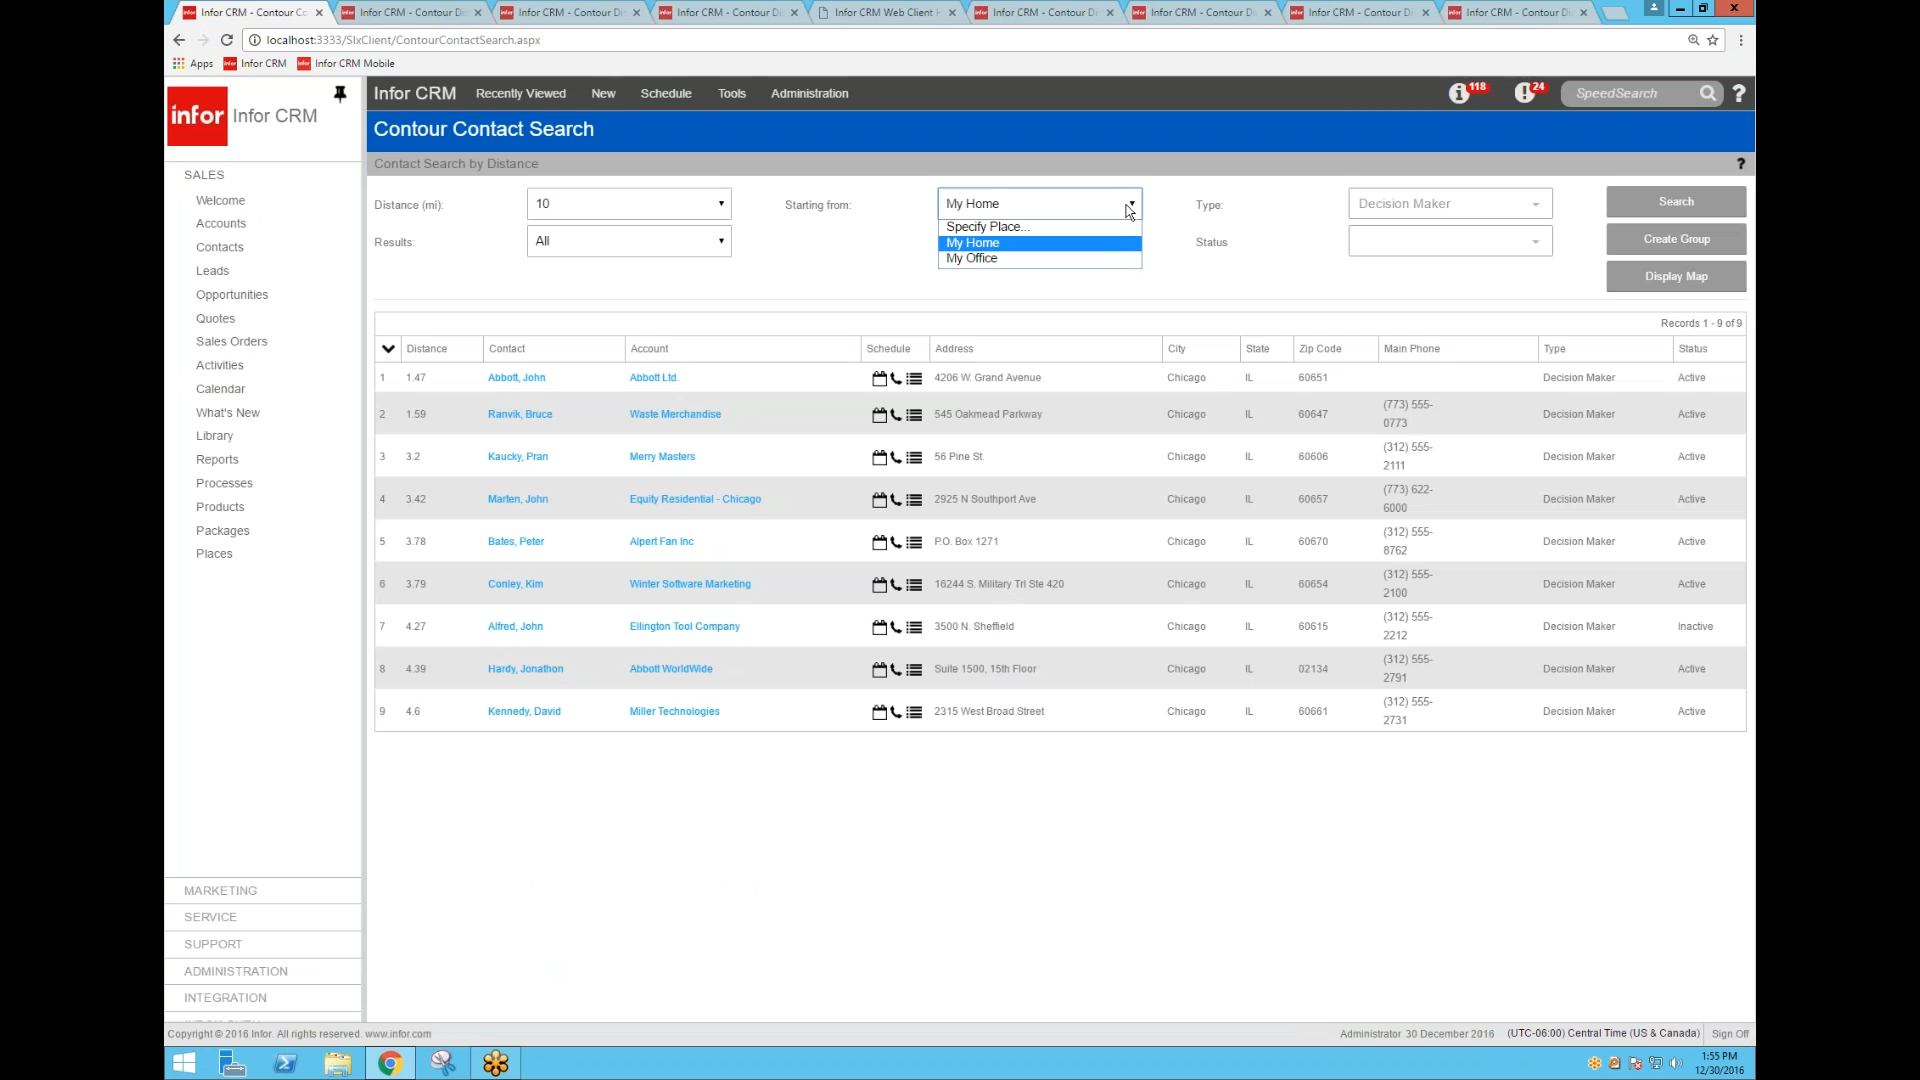 Infor CRM - Contour Co
Infor CRM - Contour Di
Infor CRM - Contour Di
Infor CRM - Contour Di
Infor CRM Web Client H
Infor CRM - Contour Di
Infor CRM - Contour Di
Infor CRM - Contour Di
Infor CRM - Contour Di
localhost:3333/SlxClient/ContourContactSearch.aspx
Apps Infor CRM Infor CRM Mobile
infor Infor CRM
Infor CRM Recently Viewed New Schedule Tools Administration 118 24 SpeedSearch ?
Contour Contact Search
Contact Search by Distance ?
SALES
Welcome
Accounts
Contacts
Leads
Opportunities
Quotes
Sales Orders
Activities
Calendar
What's New
Library
Reports
Processes
Products
Packages
Places
MARKETING
SERVICE
SUPPORT
ADMINISTRATION
INTEGRATION
Distance (mi): 10 Starting from: My Home Type: Decision Maker Search
Specify Place...
My Home
My Office
Results: All Status Create Group
Display Map
Records 1 - 9 of 9
Distance Contact Account Schedule Address City State Zip Code Main Phone Type Status
1 1.47 Abbott, John Abbott Ltd. 4206 W. Grand Avenue Chicago IL 60651 Decision Maker Active
2 1.59 Ranvik, Bruce Waste Merchandise 545 Oakmead Parkway Chicago IL 60647 (773) 555-0773 Decision Maker Active
3 3.2 Kaucky, Pran Merry Masters 56 Pine St. Chicago IL 60606 (312) 555-2111 Decision Maker Active
4 3.42 Marten, John Equity Residential - Chicago 2925 N Southport Ave Chicago IL 60657 (773) 622-6000 Decision Maker Active
5 3.78 Bates, Peter Alpert Fan Inc P.O. Box 1271 Chicago IL 60670 (312) 555-8762 Decision Maker Active
6 3.79 Conley, Kim Winter Software Marketing 16244 S. Military Trl Ste 420 Chicago IL 60654 (312) 555-2100 Decision Maker Active
7 4.27 Alfred, John Ellington Tool Company 3500 N. Sheffield Chicago IL 60615 (312) 555-2212 Decision Maker Inactive
8 4.39 Hardy, Jonathon Abbott WorldWide Suite 1500, 15th Floor Chicago IL 02134 (312) 555-2791 Decision Maker Active
9 4.6 Kennedy, David Miller Technologies 2315 West Broad Street Chicago IL 60661 (312) 555-2731 Decision Maker Active
Copyright © 2016 Infor. All rights reserved. www.infor.com Administrator 30 December 2016 (UTC-06:00) Central Time (US & Canada) Sign Off
1:55 PM
12/30/2016